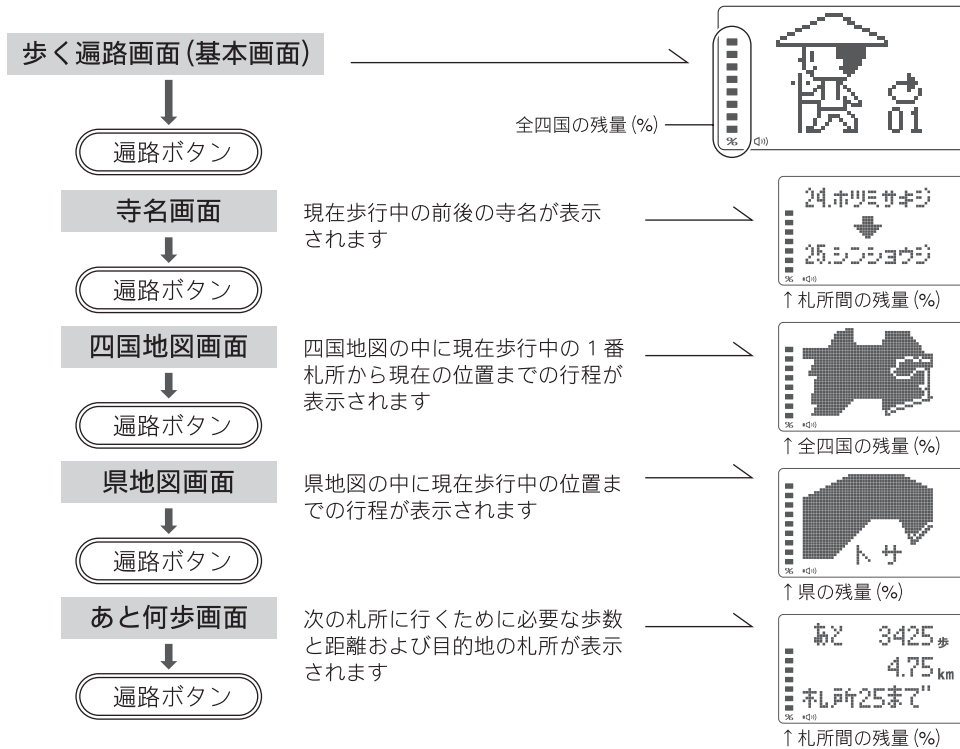 歩く遍路画面(基本画面)
全四国の残量(%)
%
01
遍路ボタン
寺名画面
現在歩行中の前後の寺名が表示
されます
24.ホツミサキジ
25.シンショウジ
%
↑札所間の残量(%)
遍路ボタン
四国地図画面
四国地図の中に現在歩行中の1番
札所から現在の位置までの行程が
表示されます
%
↑全四国の残量(%)
遍路ボタン
県地図画面
県地図の中に現在歩行中の位置ま
での行程が表示されます
トサ
%
↑県の残量(%)
遍路ボタン
あと何歩画面
次の札所に行くために必要な歩数
と距離および目的地の札所が表示
されます
あと 3425歩
4.75km
札所25まで
%
↑札所間の残量(%)
遍路ボタン